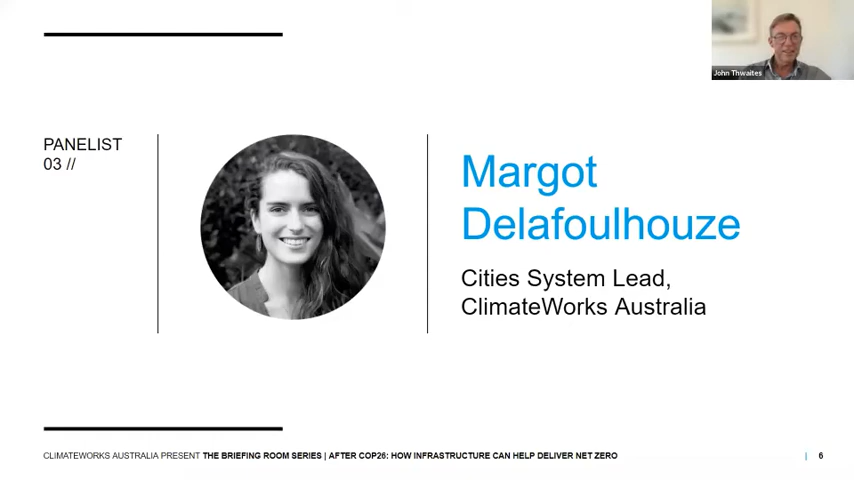 John Thwaites
PANELIST
03 //
Margot
Delafoulhouze
Cities System Lead,
ClimateWorks Australia
CLIMATEWORKS AUSTRALIA PRESENT THE BRIEFING ROOM SERIES | AFTER COP26: HOW INFRASTRUCTURE CAN HELP DELIVER NET ZERO | 6